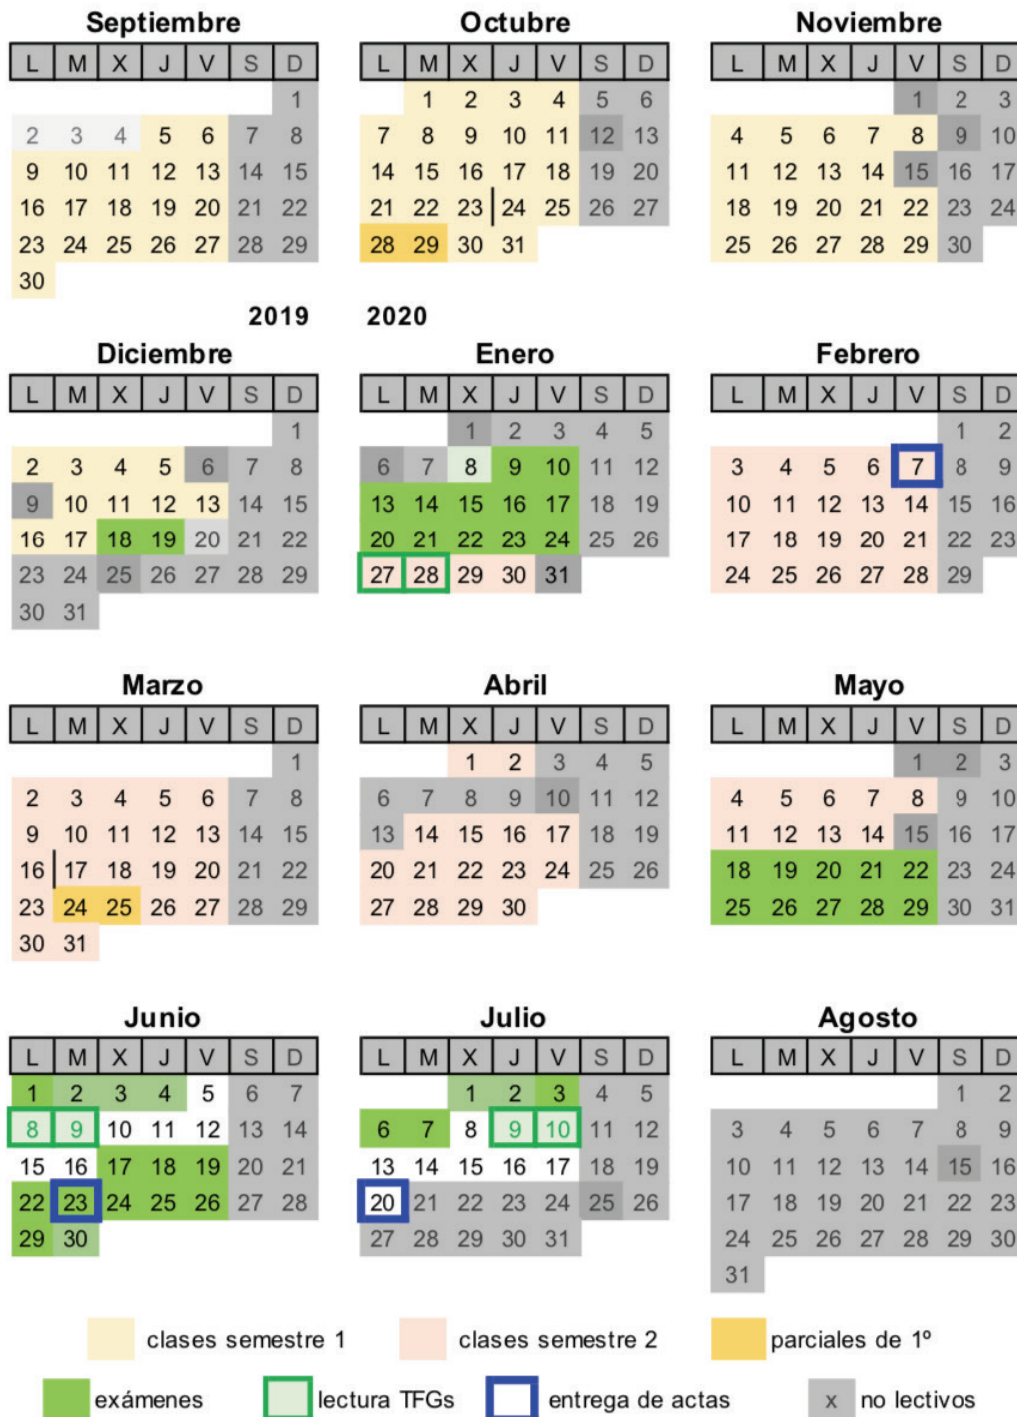 Septiembre Octubre Noviembre
L M X J V S D L M X J V S D L M X J V S D
1 1 2 3 4 5 6 1 2 3
2 3 4 5 6 7 8 7 8 9 10 11 12 13 4 5 6 7 8 9 10
9 10 11 12 13 14 15 14 15 16 17 18 19 20 11 12 13 14 15 16 17
16 17 18 19 20 21 22 21 22 23 24 25 26 27 18 19 20 21 22 23 24
23 24 25 26 27 28 29 28 29 30 31 25 26 27 28 29 30
30
2019 2020
Diciembre Enero Febrero
L M X J V S D L M X J V S D L M X J V S D
1 1 2 3 4 5 1 2
2 3 4 5 6 7 8 6 7 8 9 10 11 12 3 4 5 6 7 8 9
9 10 11 12 13 14 15 13 14 15 16 17 18 19 10 11 12 13 14 15 16
16 17 18 19 20 21 22 20 21 22 23 24 25 26 17 18 19 20 21 22 23
23 24 25 26 27 28 29 27 28 29 30 31 24 25 26 27 28 29
30 31
Marzo Abril Mayo
L M X J V S D L M X J V S D L M X J V S D
1 1 2 3 4 5 1 2 3
2 3 4 5 6 7 8 6 7 8 9 10 11 12 4 5 6 7 8 9 10
9 10 11 12 13 14 15 13 14 15 16 17 18 19 11 12 13 14 15 16 17
16 17 18 19 20 21 22 20 21 22 23 24 25 26 18 19 20 21 22 23 24
23 24 25 26 27 28 29 27 28 29 30 25 26 27 28 29 30 31
30 31
Junio Julio Agosto
L M X J V S D L M X J V S D L M X J V S D
1 2 3 4 5 6 7 1 2 3 4 5 1 2
8 9 10 11 12 13 14 6 7 8 9 10 11 12 3 4 5 6 7 8 9
15 16 17 18 19 20 21 13 14 15 16 17 18 19 10 11 12 13 14 15 16
22 23 24 25 26 27 28 20 21 22 23 24 25 26 17 18 19 20 21 22 23
29 30 27 28 29 30 31 24 25 26 27 28 29 30
31
clases semestre 1 clases semestre 2 parciales de 1º
exámenes lectura TFGs entrega de actas x no lectivos